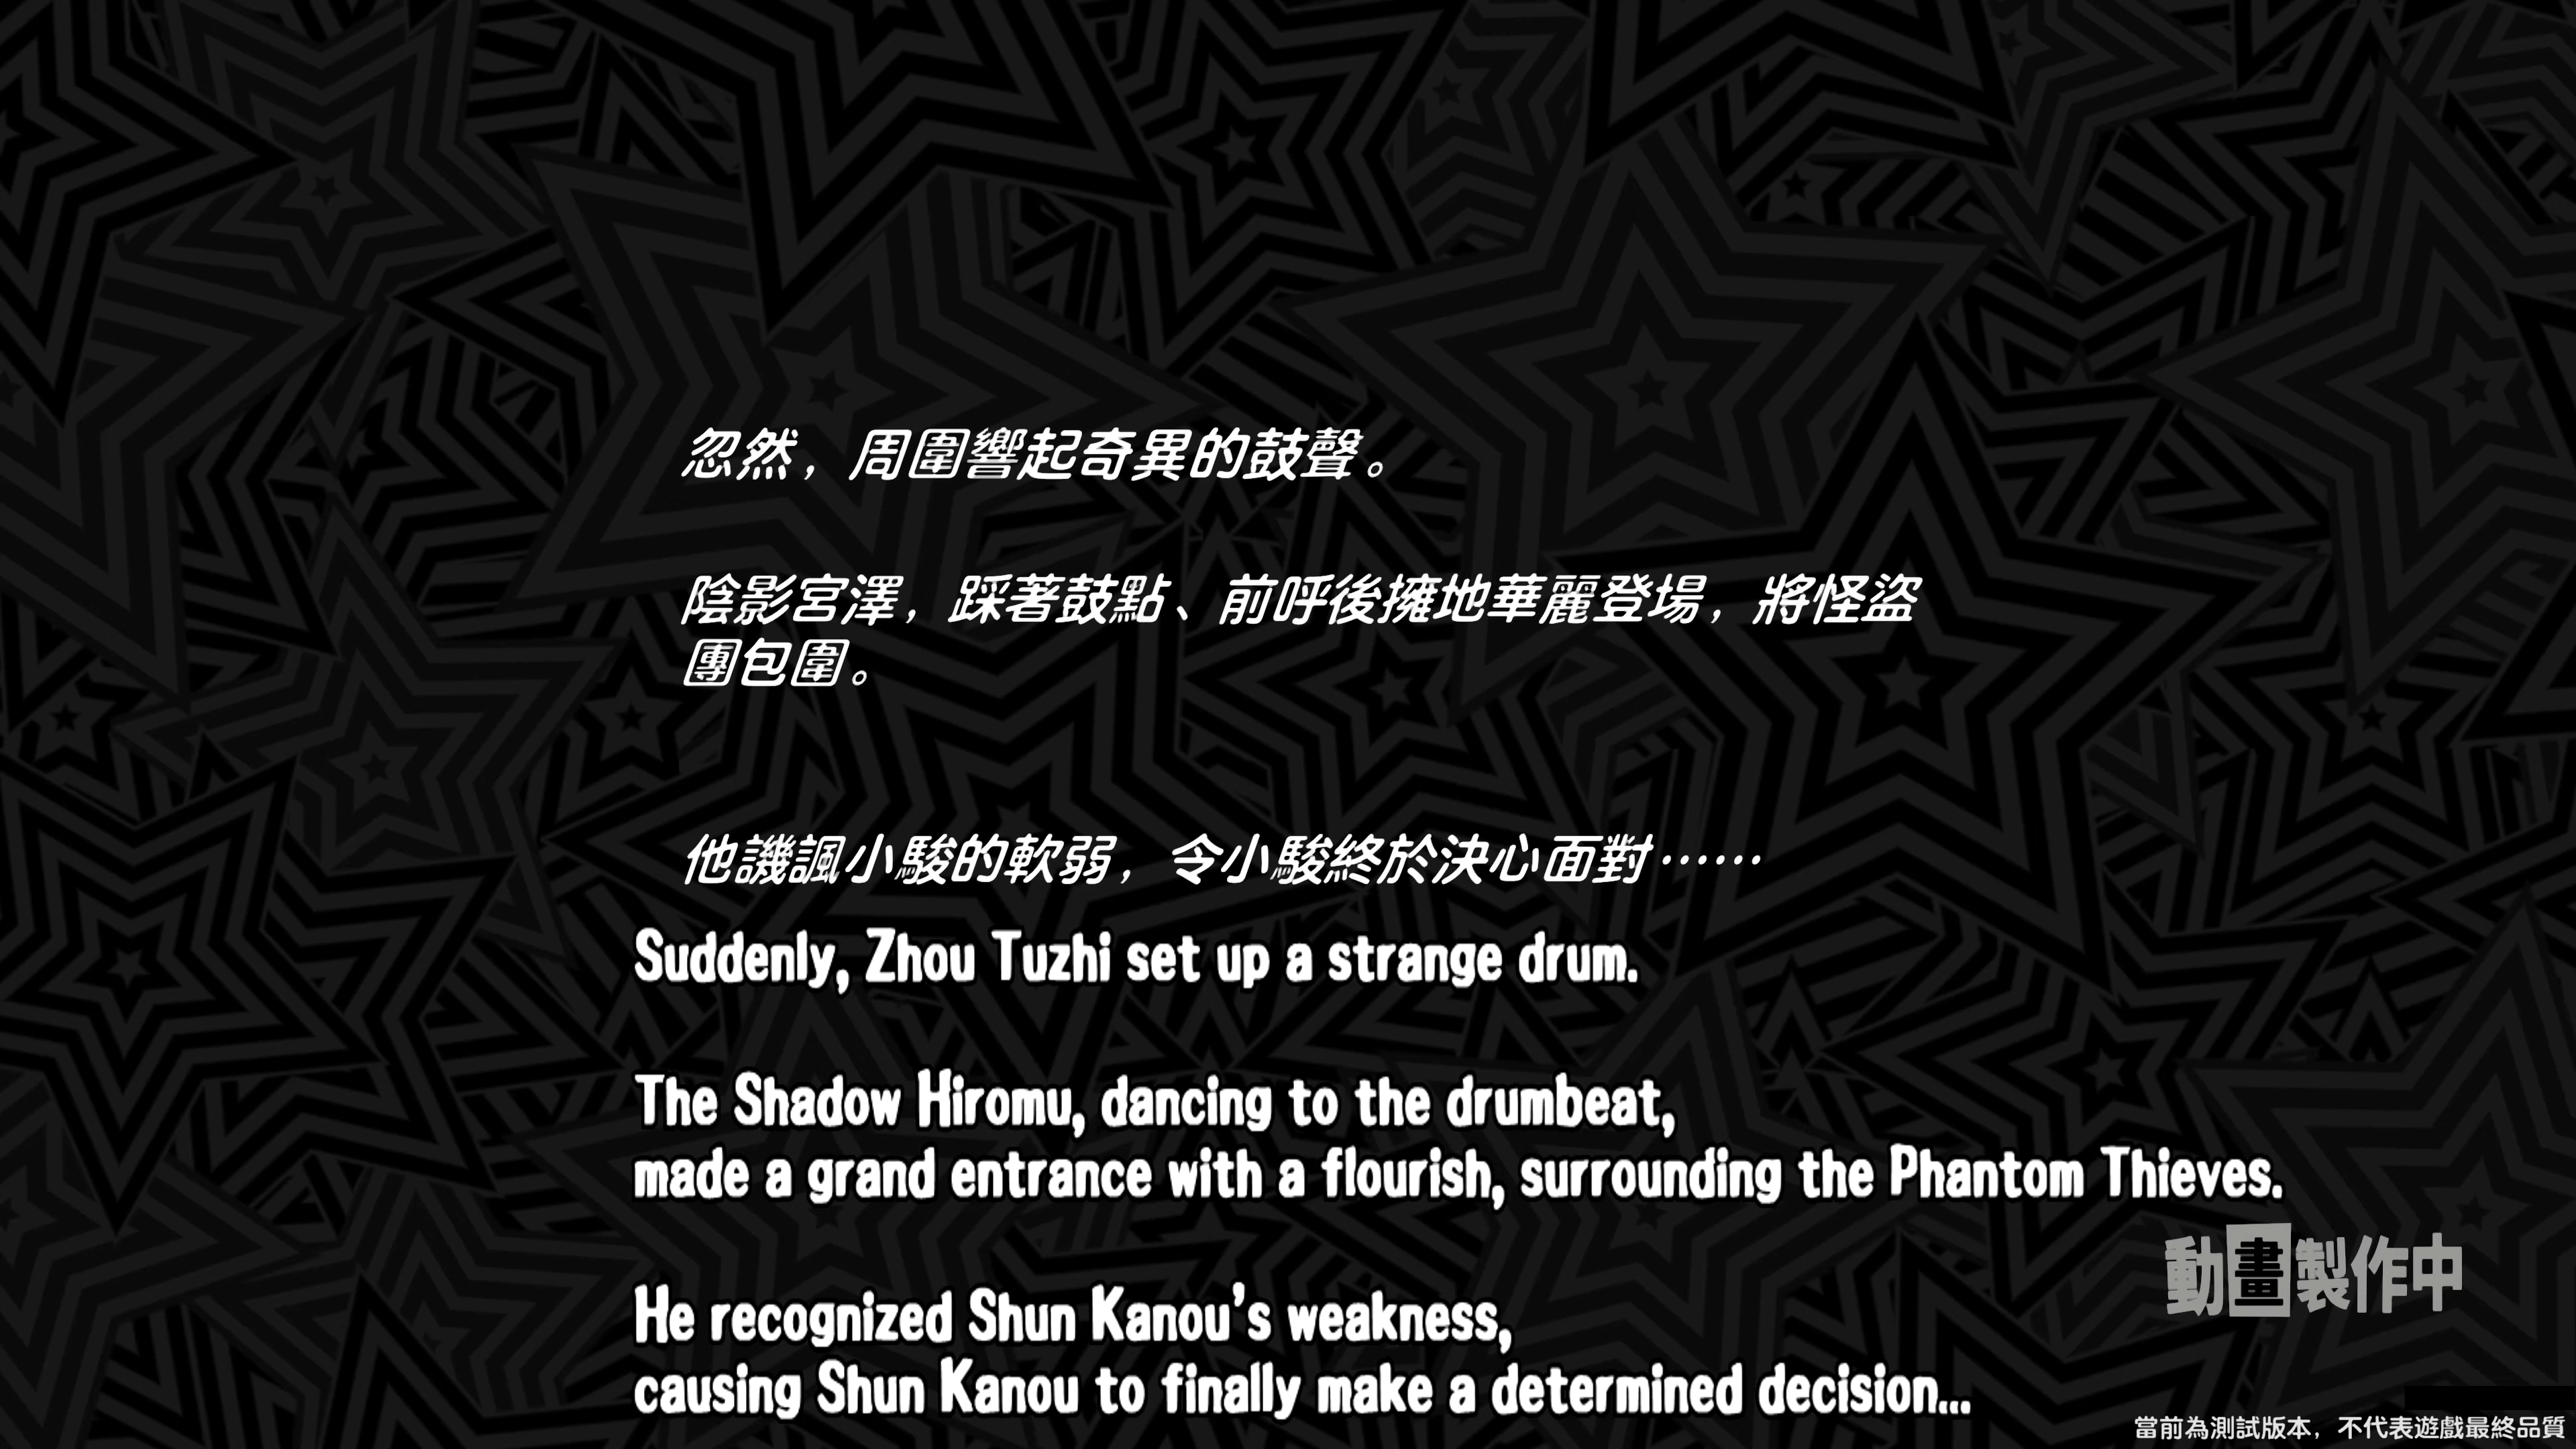 忽然，周圍響起奇異的鼓聲。
陰影宮澤，踩著鼓點、前呼後擁地華麗登場，將怪盜
團包圍。
他譏諷小駿的軟弱，令小駿終於決心面對⋯⋯
Suddenly, Zhou Tuzhi set up a strange drum.
The Shadow Hiromu, dancing to the drumbeat,
made a grand entrance with a flourish, surrounding the Phantom Thieves.
He recognized Shun Kanou's weakness,
causing Shun Kanou to finally make a determined decision...
動畫製作中
當前為測試版本，不代表遊戲最終品質